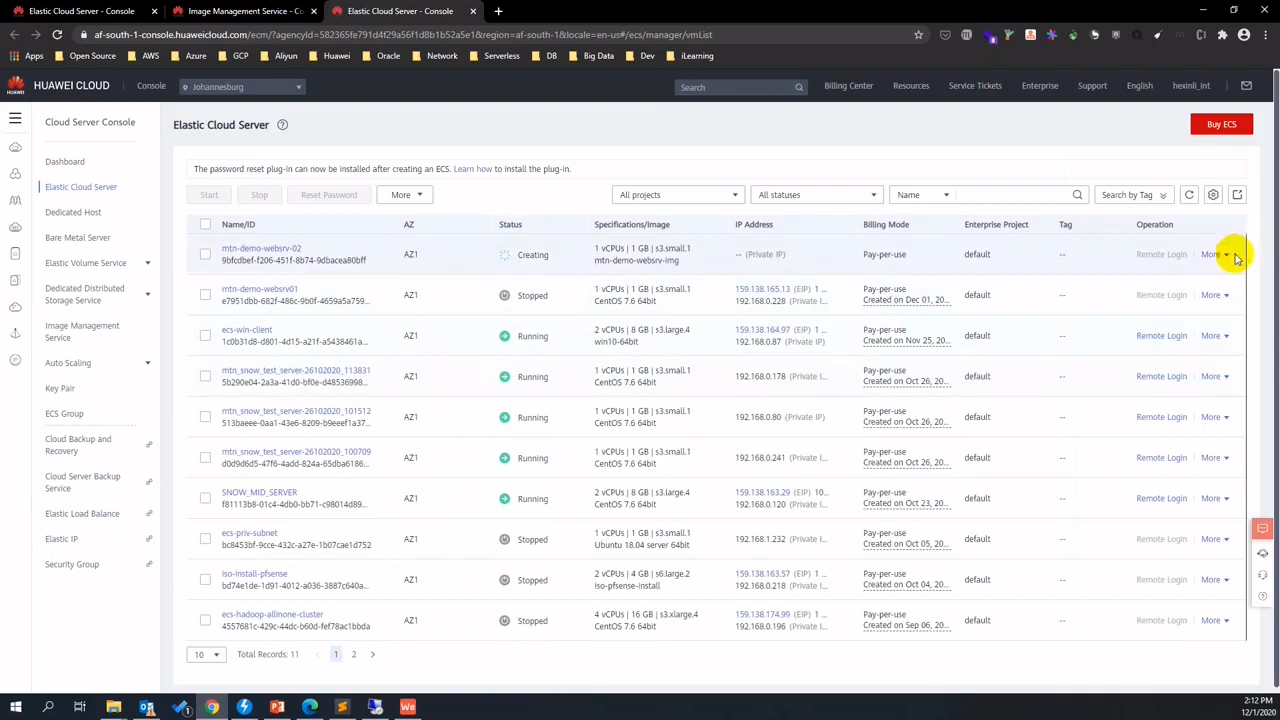 Elastic Cloud Server - Console
Image Management Service - Co
Elastic Cloud Server - Console
af-south-1-console.huaweicloud.com/ecm/?agencyId=582365fe791d4f29a56f1d8b1b52a5e1&region=af-south-1&locale=en-us#/ecs/manager/vmList
Apps Open Source AWS Azure GCP Aliyun Huawei Oracle Network Serverless DB Big Data Dev iLearning
HUAWEI CLOUD Console Johannesburg Search Billing Center Resources Service Tickets Enterprise Support English hexinli_int
Cloud Server Console
Dashboard
Elastic Cloud Server
Dedicated Host
Bare Metal Server
Elastic Volume Service
Dedicated Distributed
Storage Service
Image Management
Service
Auto Scaling
Key Pair
ECS Group
Cloud Backup and
Recovery
Cloud Server Backup
Service
Elastic Load Balance
Elastic IP
Security Group
Elastic Cloud Server ?
Buy ECS
The password reset plug-in can now be installed after creating an ECS. Learn how to install the plug-in.
Start Stop Reset Password More All projects All statuses Name Search by Tag
Name/ID AZ Status Specifications/Image IP Address Billing Mode Enterprise Project Tag Operation
mtn-demo-websrv-02
9bfcdbef-f206-451f-8b74-9dbacea80bff
AZ1 Creating
1 vCPUs | 1 GB | s3.small.1
mtn-demo-websrv-img
-- (Private IP) Pay-per-use default -- Remote Login More
mtn-demo-websrv01
e7951dbb-682f-486c-9b0f-4659a5a759...
AZ1 Stopped
1 vCPUs | 1 GB | s3.small.1
CentOS 7.6 64bit
159.138.165.13 (EIP) 1 ...
192.168.0.228 (Private I...
Pay-per-use
Created on Dec 01, 20...
default -- Remote Login More
ecs-win-client
1c0b31d8-d801-4d15-a21f-a5438461a...
AZ1 Running
2 vCPUs | 8 GB | s3.large.4
win10-64bit
159.138.164.97 (EIP) 1 ...
192.168.0.87 (Private IP)
Pay-per-use
Created on Nov 25, 20...
default -- Remote Login More
mtn_snow_test_server-26102020_113831
5b290e04-2a3a-41d0-bf0e-d48536998...
AZ1 Running
1 vCPUs | 1 GB | s3.small.1
CentOS 7.6 64bit
192.168.0.178 (Private I...
Pay-per-use
Created on Oct 26, 20...
default -- Remote Login More
mtn_snow_test_server-26102020_101512
513baeee-0aa1-43e6-8209-b9eeef1a37...
AZ1 Running
1 vCPUs | 1 GB | s3.small.1
CentOS 7.6 64bit
192.168.0.80 (Private IP)
Pay-per-use
Created on Oct 26, 20...
default -- Remote Login More
mtn_snow_test_server-26102020_100709
d0d9d6d5-47f6-4add-824a-65dba6186...
AZ1 Running
1 vCPUs | 1 GB | s3.small.1
CentOS 7.6 64bit
192.168.0.241 (Private I...
Pay-per-use
Created on Oct 26, 20...
default -- Remote Login More
SNOW_MID_SERVER
f81113b8-01c4-4db0-bb71-c98014d89...
AZ1 Running
2 vCPUs | 8 GB | s3.large.4
CentOS 7.6 64bit
159.138.163.29 (EIP) 10...
192.168.0.120 (Private I...
Pay-per-use
Created on Oct 23, 20...
default -- Remote Login More
ecs-priv-subnet
bc8453bf-9cce-432c-a27e-1b07cae1d752
AZ1 Stopped
1 vCPUs | 1 GB | s3.small.1
Ubuntu 18.04 server 64bit
192.168.1.232 (Private I...
Pay-per-use
Created on Oct 05, 20...
default -- Remote Login More
iso-install-pfsense
bd74e1de-1d91-4012-a036-3887c640a...
AZ1 Stopped
2 vCPUs | 4 GB | s6.large.2
iso-pfsense-install
159.138.163.57 (EIP) 1 ...
192.168.0.218 (Private I...
Pay-per-use
Created on Oct 04, 20...
default -- Remote Login More
ecs-hadoop-allinone-cluster
4557681c-429c-44dc-b60d-fef78ac1bbda
AZ1 Stopped
4 vCPUs | 16 GB | s3.xlarge.4
CentOS 7.6 64bit
159.138.174.99 (EIP) 1 ...
192.168.0.196 (Private I...
Pay-per-use
Created on Sep 06, 20...
default -- Remote Login More
10 Total Records: 11 1 2
We
2:12 PM
12/1/2020